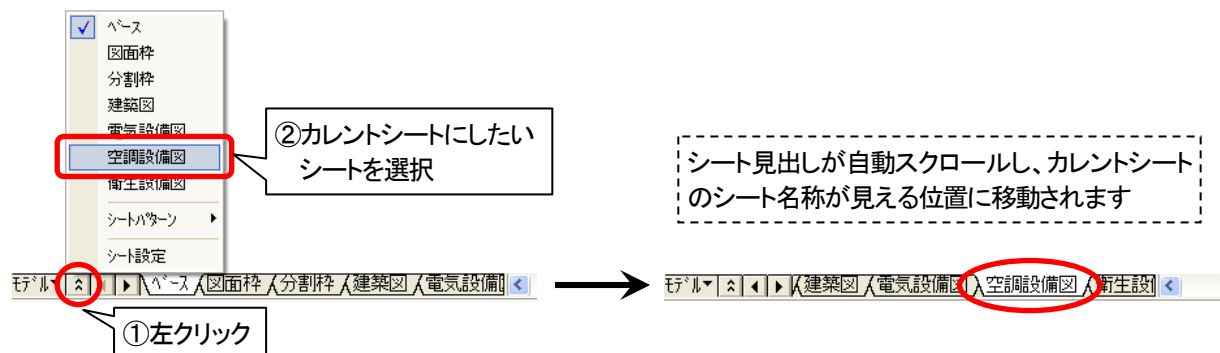 ﾍﾞｰｽ
図面枠
分割枠
建築図
電気設備図
空調設備図
衛生設備図
ｼｰﾄﾊﾟﾀｰﾝ
ｼｰﾄ設定
②カレントシートにしたい
シートを選択
シート見出しが自動スクロールし、カレントシート
のシート名称が見える位置に移動されます
ﾓﾃﾞﾙ ﾍﾞｰｽ 図面枠 分割枠 建築図 電気設備
ﾓﾃﾞﾙ 建築図 電気設備図 空調設備図 衛生設
①左クリック